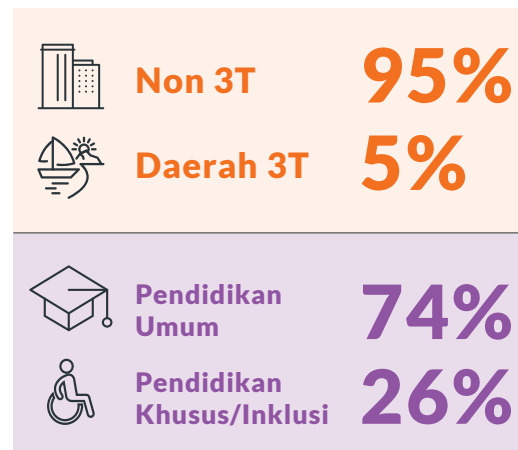 Non 3T 95%
Daerah 3T 5%
Pendidikan
Umum 74%
Pendidikan
Khusus/Inklusi 26%